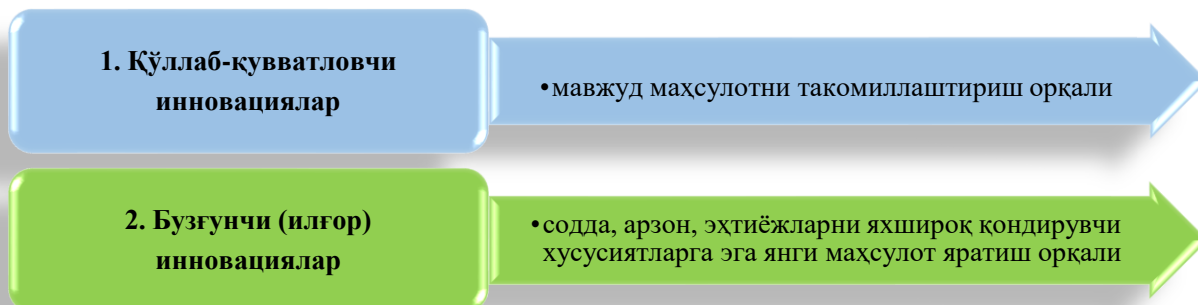 1. Қўллаб-қувватловчи
инновациялар
•мавжуд маҳсулотни такомиллаштириш орқали
2. Бузғунчи (илғор)
инновациялар
•содда, арзон, эҳтиёжларни яхшироқ қондирувчи
хусусиятларга эга янги маҳсулот яратиш орқали